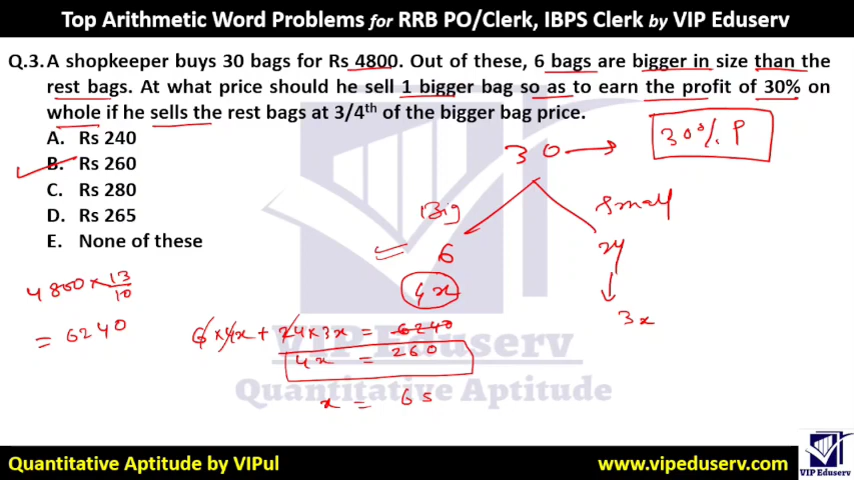 Top Arithmetic Word Problems for RRB PO/Clerk, IBPS Clerk by VIP Eduserv
Q.3. A shopkeeper buys 30 bags for Rs 4800. Out of these, 6 bags are bigger in size than the
rest bags. At what price should he sell 1 bigger bag so as to earn the profit of 30% on
whole if he sells the rest bags at 3/4th of the bigger bag price.
A. Rs 240
B. Rs 260
C. Rs 280
D. Rs 265
E. None of these
30
30% P
Big
Small
6
24
4x
3x
4800 × 13/10
= 6240
6 × 4x + 24 × 3x = 6240
4x = 260
x = 65
VIP Eduserv
Quantitative Aptitude
Quantitative Aptitude by VIPul
www.vipeduserv.com
VIP Eduserv